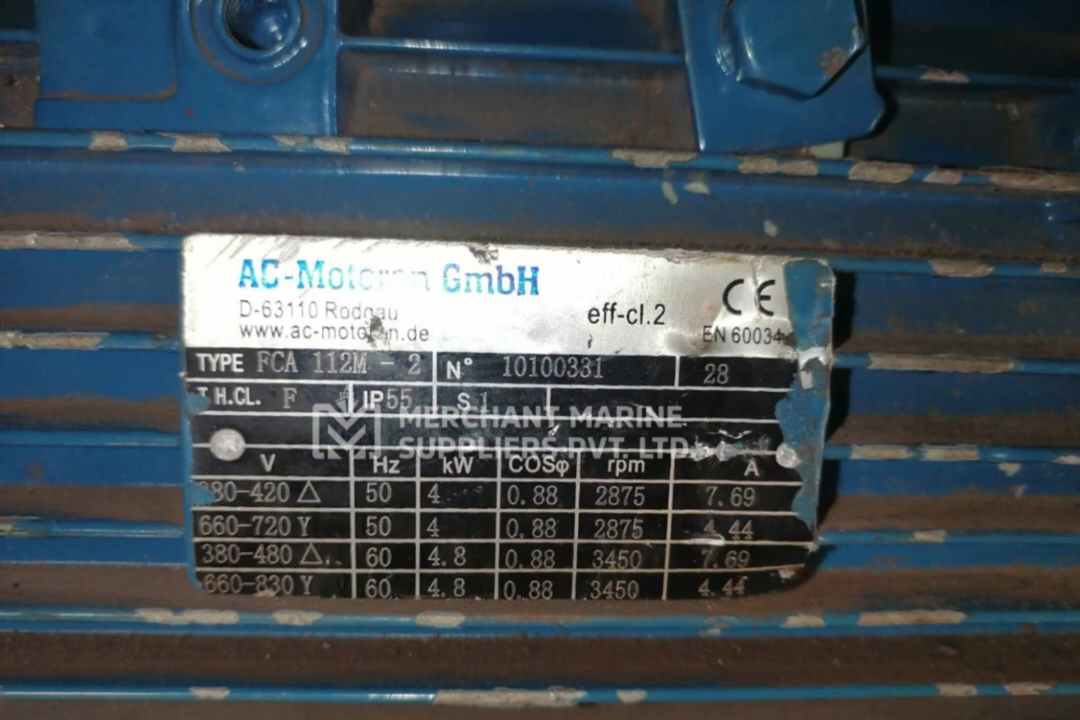 AC-Motoren GmbH
D-63110 Rodgau
www.ac-motoren.de
eff-cl.2
CE
EN 60034
TYPE FCA 112M - 2 N° 10100331 28
T.H.CL. F IP55 S1
MERCHANT MARINE
SUPPLIERS PVT. LTD.
V Hz kW COSφ rpm A
380-420 △ 50 4 0.88 2875 7.69
660-720 Y 50 4 0.88 2875 4.44
380-480 △ 60 4.8 0.88 3450 7.69
660-830 Y 60 4.8 0.88 3450 4.44